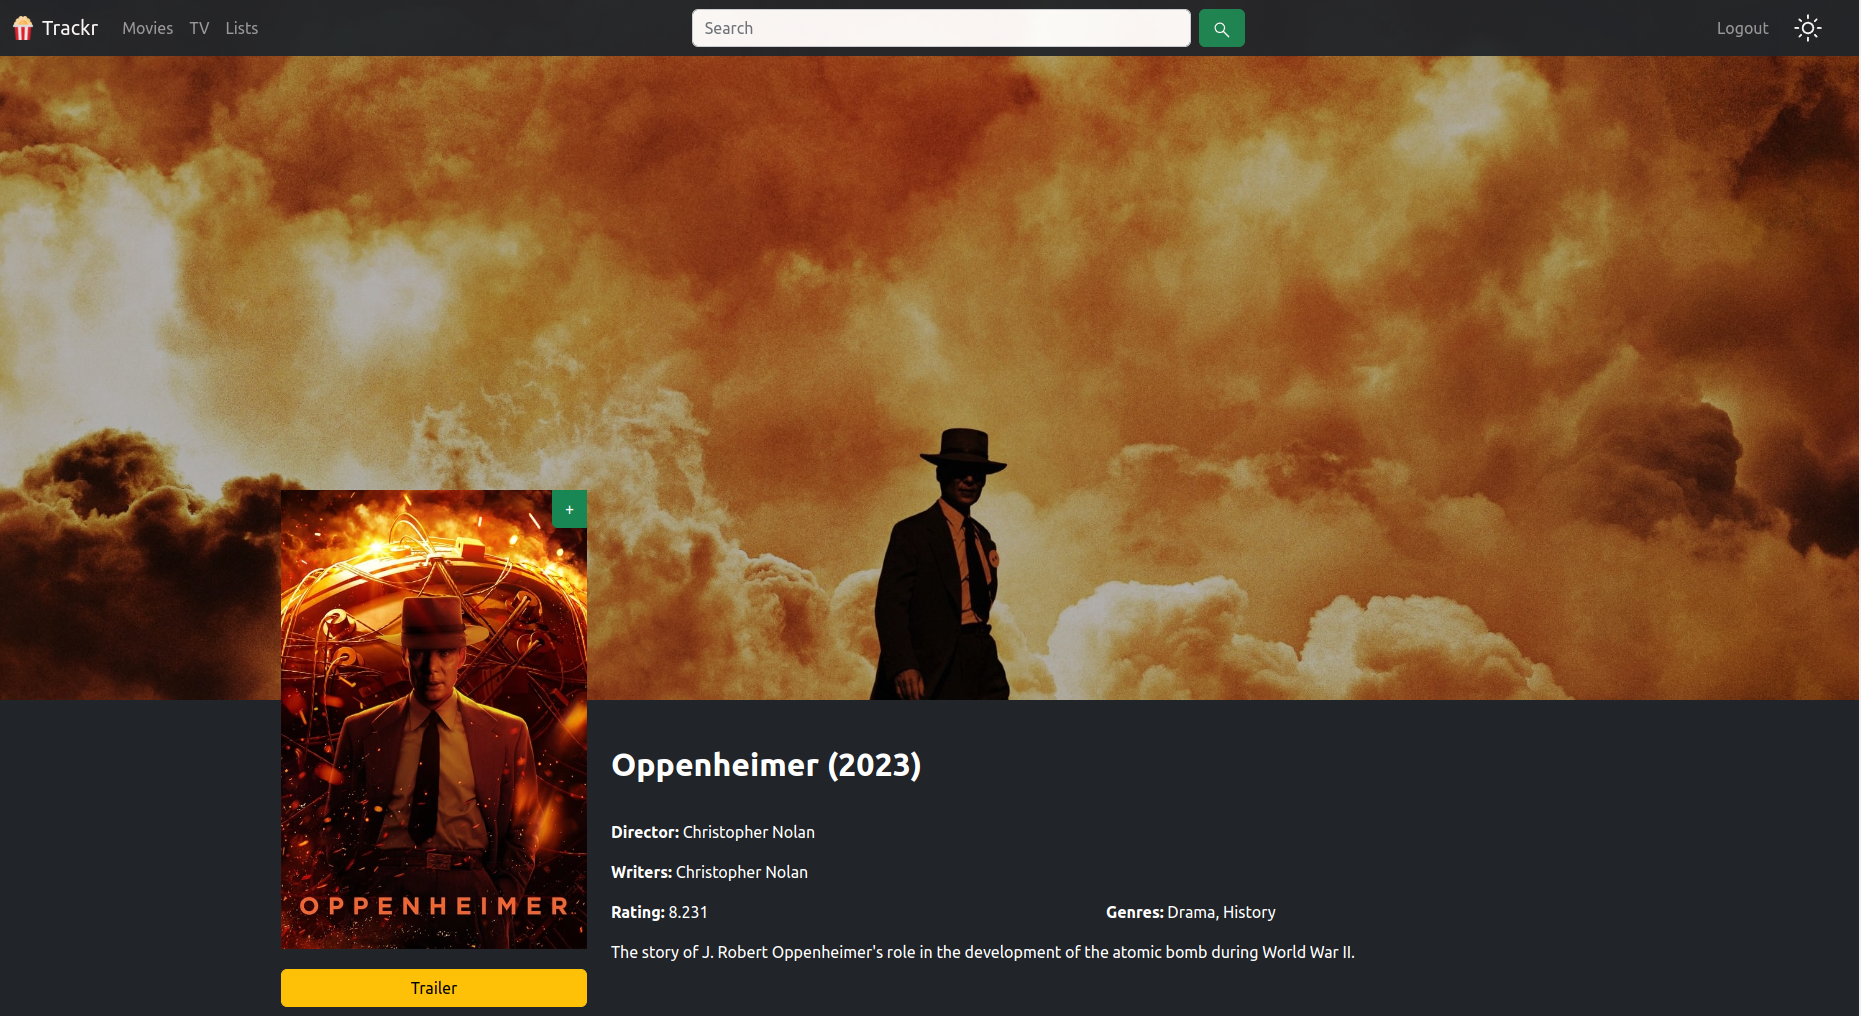 Trackr Movies TV Lists Search Logout
+
OPPENHEIMER
Trailer
Oppenheimer (2023)
Director: Christopher Nolan
Writers: Christopher Nolan
Rating: 8.231 Genres: Drama, History
The story of J. Robert Oppenheimer's role in the development of the atomic bomb during World War II.